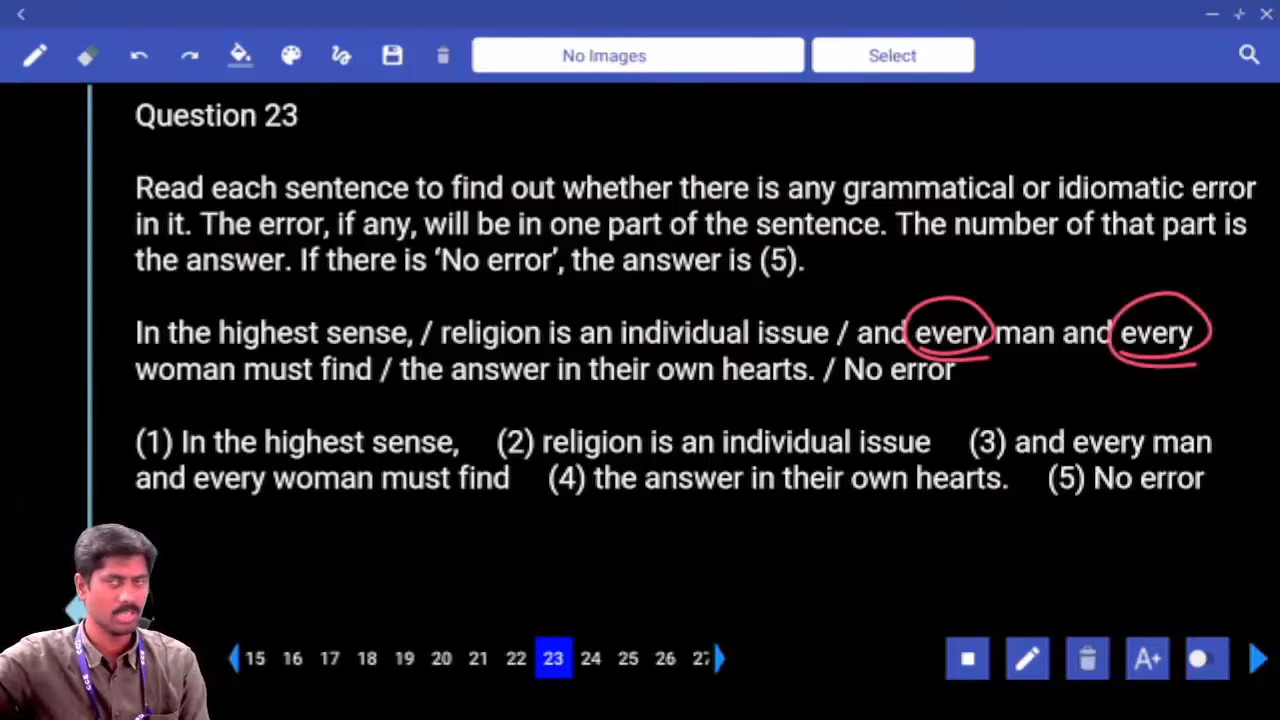 No Images
Select
Question 23
Read each sentence to find out whether there is any grammatical or idiomatic error
in it. The error, if any, will be in one part of the sentence. The number of that part is
the answer. If there is ‘No error’, the answer is (5).
In the highest sense, / religion is an individual issue / and every man and every
woman must find / the answer in their own hearts. / No error
(1) In the highest sense, (2) religion is an individual issue (3) and every man
and every woman must find (4) the answer in their own hearts. (5) No error
15 16 17 18 19 20 21 22 23 24 25 26
A+